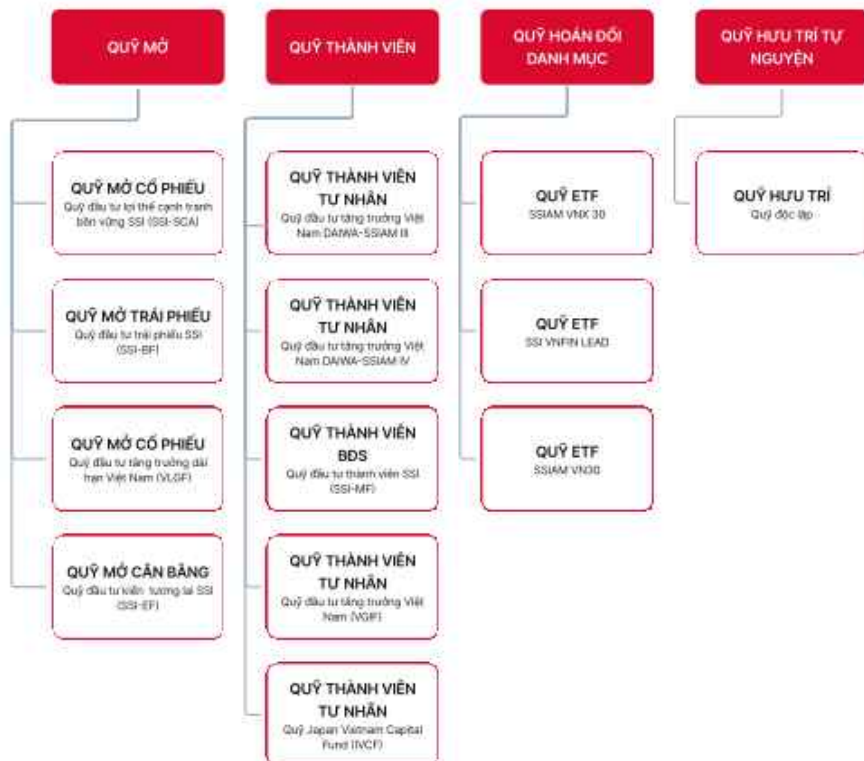 QUỸ MỞ
QUỸ MỞ CỔ PHIẾU
Quỹ đầu tư lợi thế cạnh tranh
bền vững SSI (SSI-SCA)
QUỸ MỞ TRÁI PHIẾU
Quỹ đầu tư trái phiếu SSI
(SSI-BF)
QUỸ MỞ CỔ PHIẾU
Quỹ đầu tư tăng trưởng dài
hạn Việt Nam (VLGF)
QUỸ MỞ CÂN BẰNG
Quỹ đầu tư kiến tương lai SSI
(SSI-EF)
QUỸ THÀNH VIÊN
QUỸ THÀNH VIÊN
TƯ NHÂN
Quỹ đầu tư tăng trưởng Việt
Nam DAIWA-SSIAM III
QUỸ THÀNH VIÊN
TƯ NHÂN
Quỹ đầu tư tăng trưởng Việt
Nam DAIWA-SSIAM IV
QUỸ THÀNH VIÊN
BĐS
Quỹ đầu tư thành viên SSI
(SSI-MF)
QUỸ THÀNH VIÊN
TƯ NHÂN
Quỹ đầu tư tăng trưởng Việt
Nam (VGIF)
QUỸ THÀNH VIÊN
TƯ NHÂN
Quỹ Japan Vietnam Capital
Fund (IVCF)
QUỸ HOÁN ĐỔI
DANH MỤC
QUỸ ETF
SSIAM VNX 30
QUỸ ETF
SSI VNFIN LEAD
QUỸ ETF
SSIAM VN30
QUỸ HƯU TRÍ TỰ
NGUYỆN
QUỸ HƯU TRÍ
Quỹ độc lập